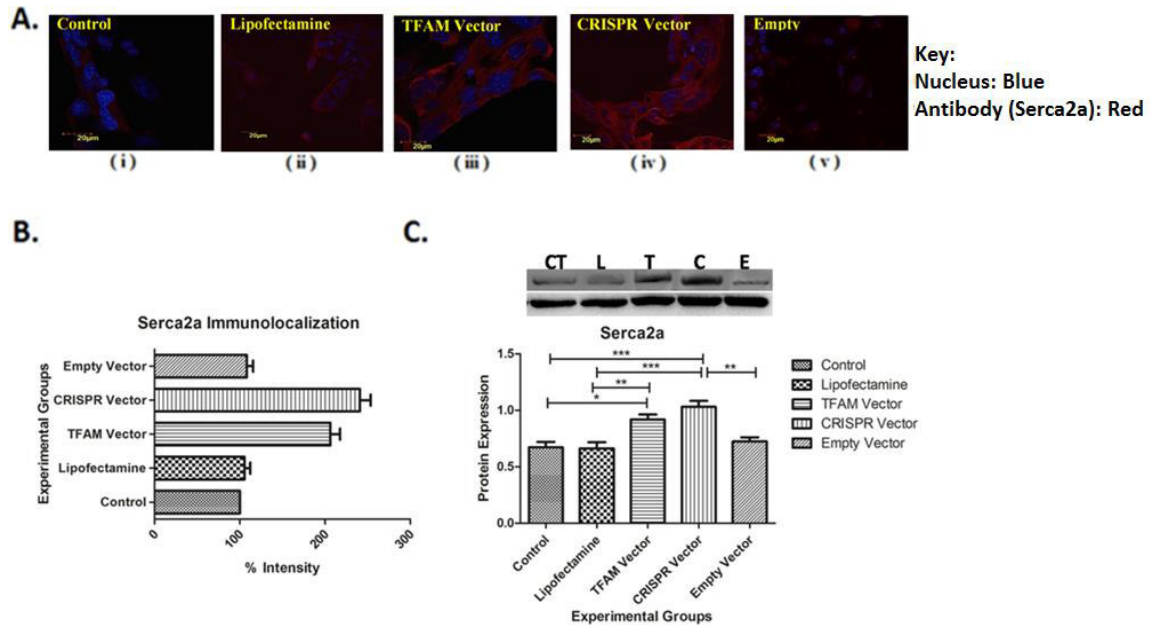 A.
Control
Lipofectamine
TFAM Vector
CRISPR Vector
Empty
20μm
20μm
20μm
20μm
20μm
( i )
( ii )
( iii )
( iv )
( v )
Key:
Nucleus: Blue
Antibody (Serca2a): Red
B.
Serca2a Immunolocalization
Experimental Groups
Empty Vector
CRISPR Vector
TFAM Vector
Lipofectamine
Control
0
100
200
300
% Intensity
C.
CT L T C E
Serca2a
Protein Expression
1.5
1.0
0.5
0.0
***
***
**
**
*
Control
Lipofectamine
TFAM Vector
CRISPR Vector
Empty Vector
Experimental Groups
Control
Lipofectamine
TFAM Vector
CRISPR Vector
Empty Vector